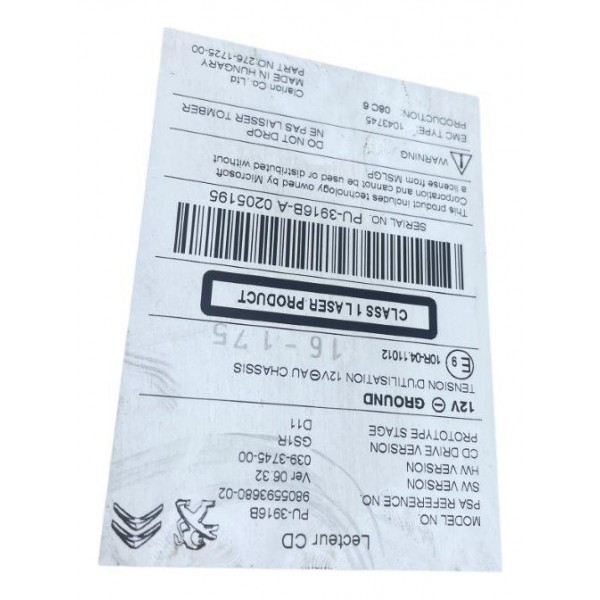 Lecteur CD
MODEL NO. PU-3916B
PSA REFERENCE NO. 9805593680-02
SW VERSION Ver 06.32
HW VERSION 039-3745-00
CD DRIVE VERSION GS1R
PROTOTYPE STAGE D11
12V ⊖ GROUND
TENSION D'UTILISATION 12V⊖AU CHASSIS
E 9 10R-04.11012
16-175
CLASS 1 LASER PRODUCT
SERIAL NO. PU-3916B-A 0205195
This product includes technology owned by Microsoft
Corporation and cannot be used or distributed without
a license from MSLGP.
WARNING DO NOT DROP
NE PAS LAISSER TOMBER
EMC TYPE: 1043745
PRODUCTION: 08C 6
Clarion Co., Ltd
MADE IN HUNGARY
PART NO:276-1725-00